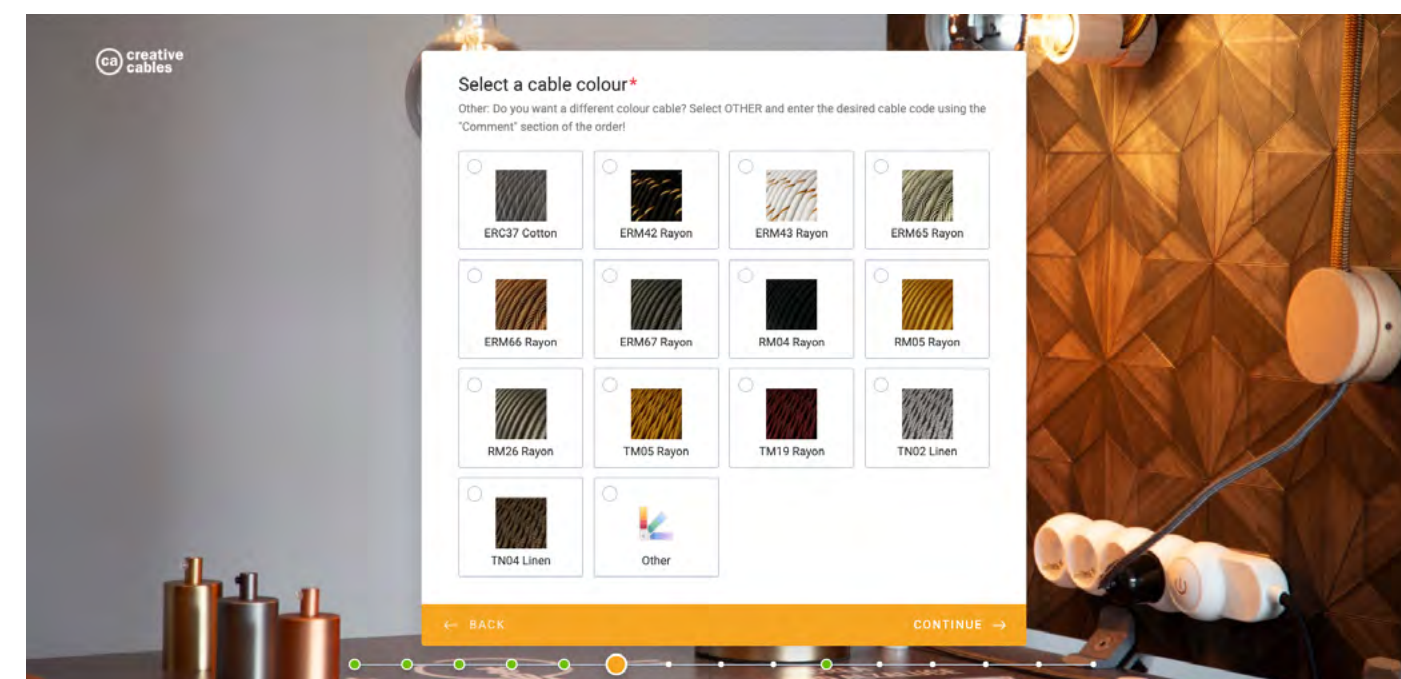 ca creative
cables
Select a cable colour*
Other: Do you want a different colour cable? Select OTHER and enter the desired cable code using the
"Comment" section of the order!
ERC37 Cotton
ERM42 Rayon
ERM43 Rayon
ERM65 Rayon
ERM66 Rayon
ERM67 Rayon
RM04 Rayon
RM05 Rayon
RM26 Rayon
TM05 Rayon
TM19 Rayon
TN02 Linen
TN04 Linen
Other
← BACK
CONTINUE →